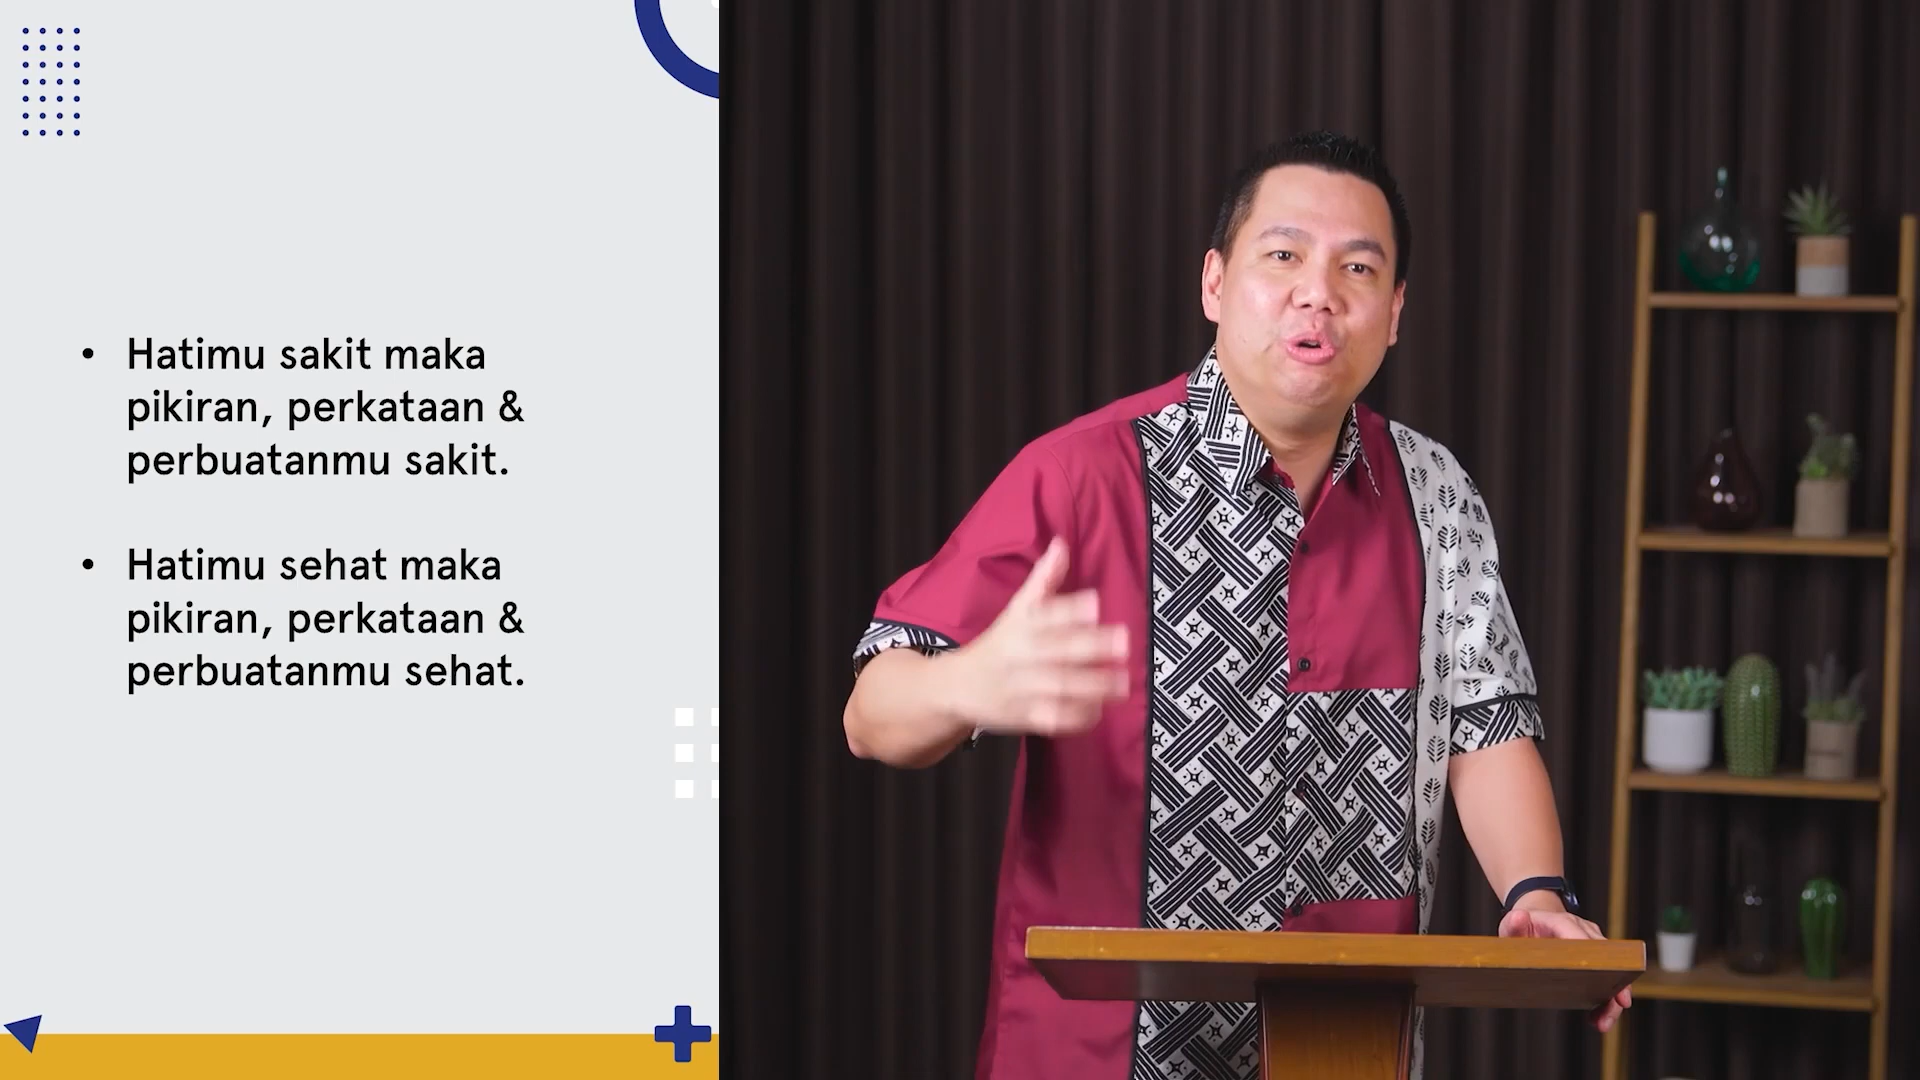 • Hatimu sakit maka
pikiran, perkataan &
perbuatanmu sakit.
• Hatimu sehat maka
pikiran, perkataan &
perbuatanmu sehat.